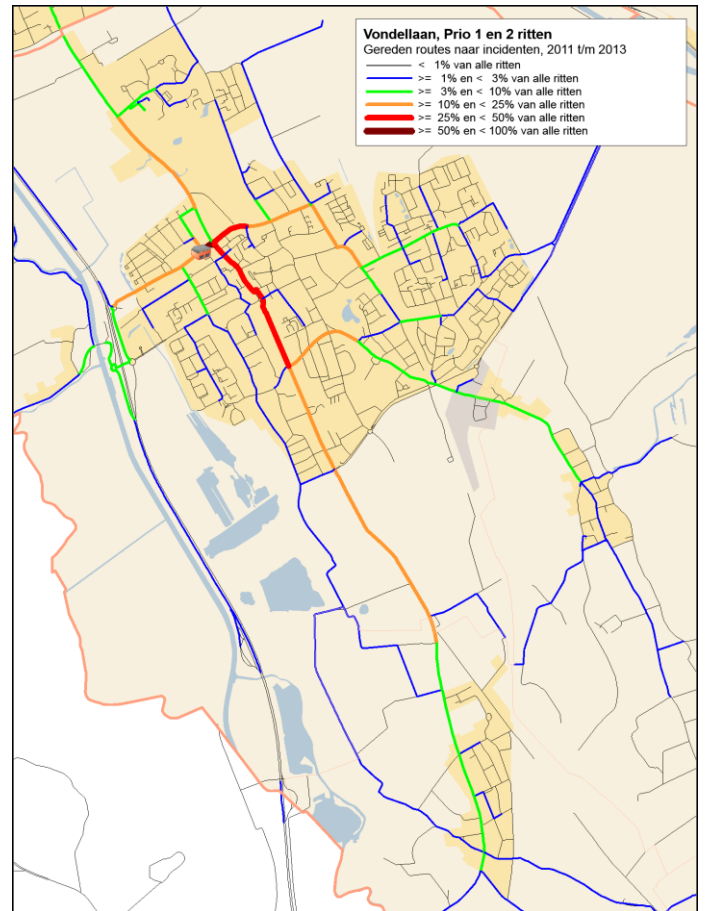 Vondellaan, Prio 1 en 2 ritten
Gereden routes naar incidenten, 2011 t/m 2013
< 1% van alle ritten
>= 1% en < 3% van alle ritten
>= 3% en < 10% van alle ritten
>= 10% en < 25% van alle ritten
>= 25% en < 50% van alle ritten
>= 50% en < 100% van alle ritten